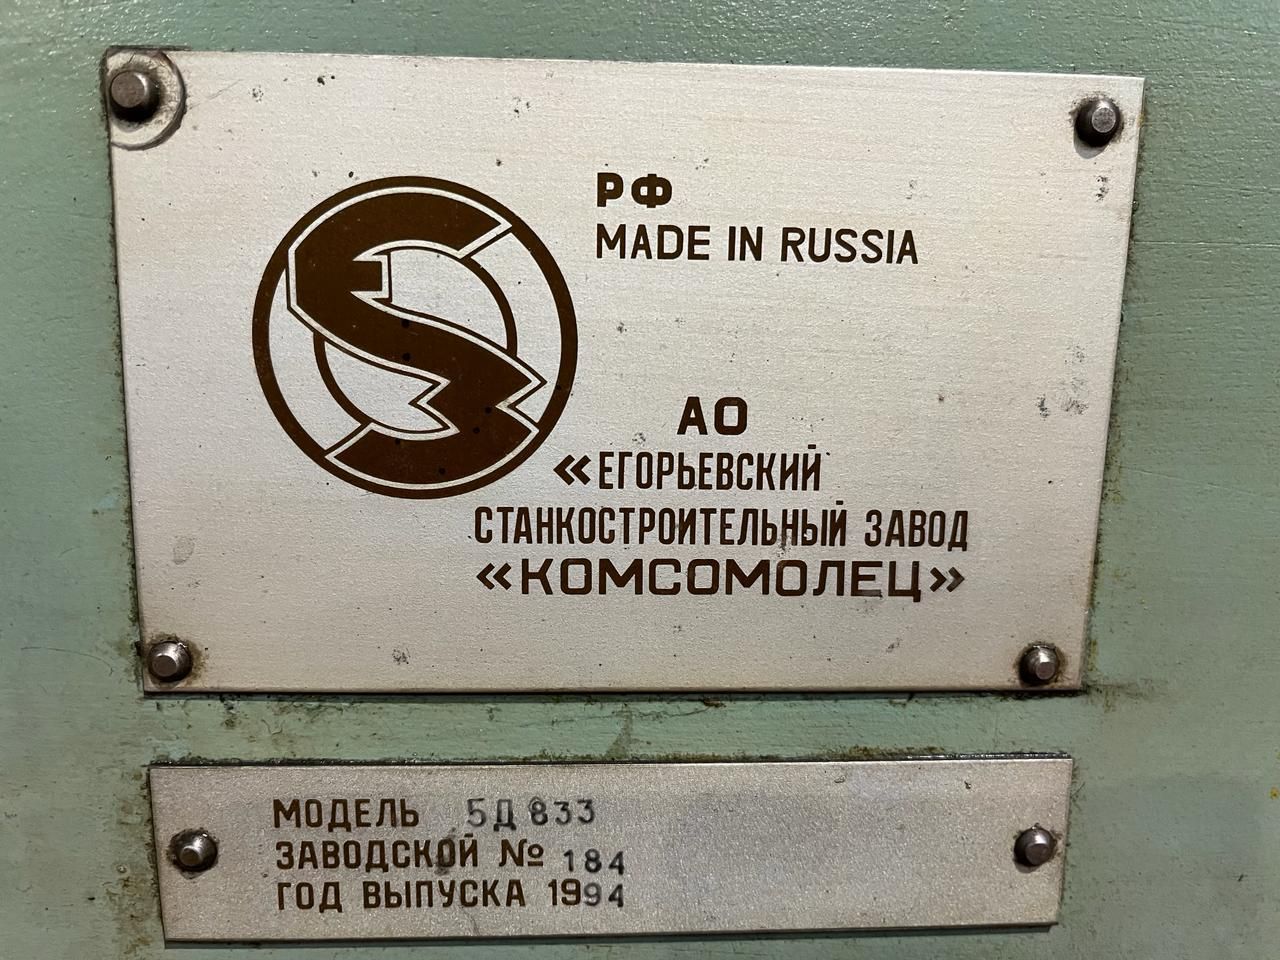 РФ
MADE IN RUSSIA
АО
«ЕГОРЬЕВСКИЙ
СТАНКОСТРОИТЕЛЬНЫЙ ЗАВОД
«КОМСОМОЛЕЦ»
МОДЕЛЬ 5Д833
ЗАВОДСКОЙ № 184
ГОД ВЫПУСКА 1994